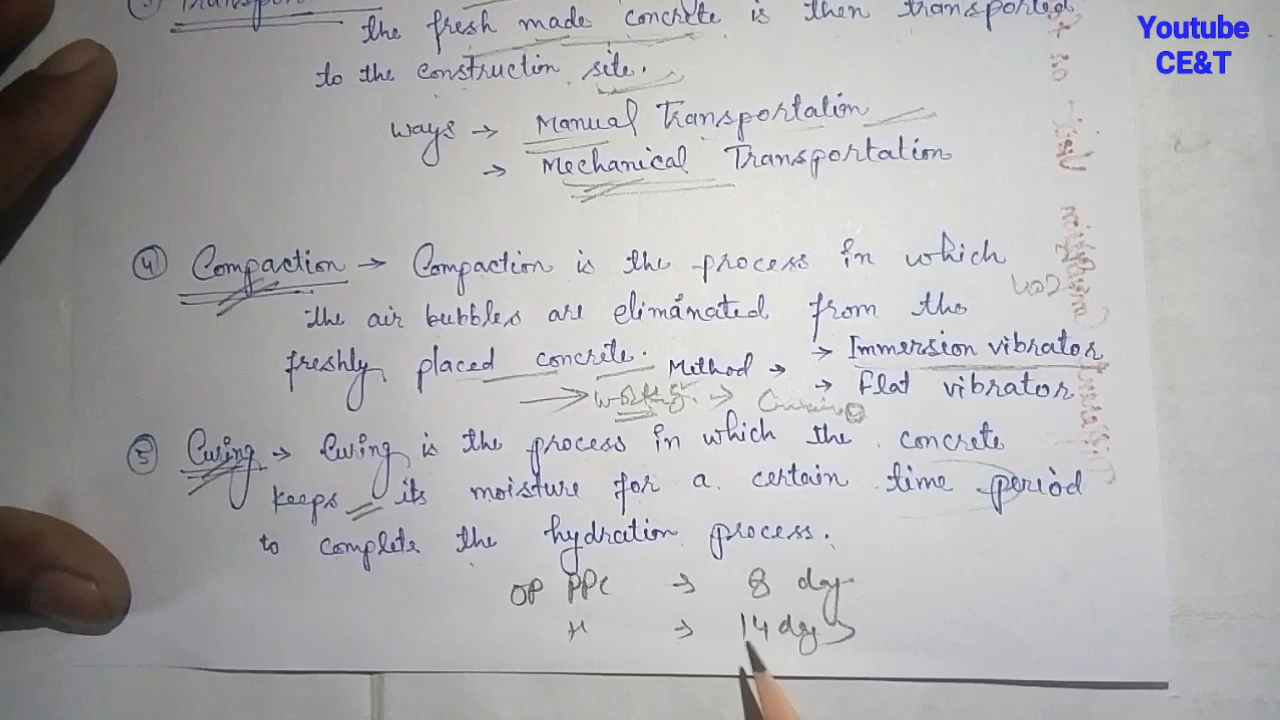 Youtube
CE&T
③ Transpor
the fresh made concrete is then transported
to the construction site.
Ways → Manual Transportation
→ Mechanical Transportation
④ Compaction → Compaction is the process in which
the air bubbles are elimanated from the
freshly placed concrete. Method → → Immersion vibrator
→ Flat vibrator
⑤ Curing → Curing is the process in which the concrete
keeps its moisture for a certain time period
to complete the hydration process.
OP PPC → 8 day
→ 14 days